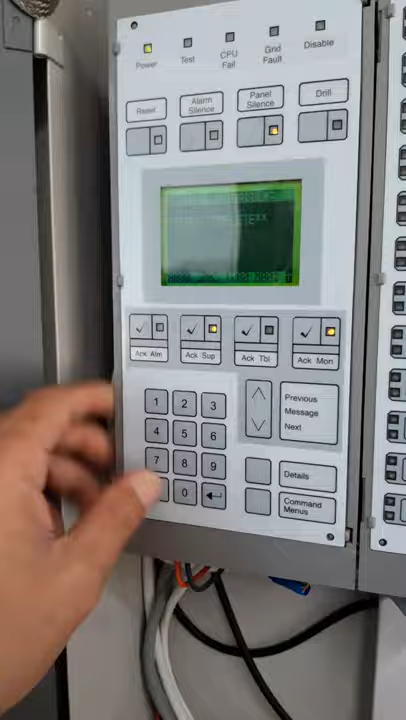 Power
Test
CPU
Fail
Gnd
Fault
Disable
Reset
Alarm
Silence
Panel
Silence
Drill
Ack Alm
Ack Sup
Ack Tbl
Ack Mon
1 2 3
4 5 6
7 8 9
0
Previous
Message
Next
Details
Command
Menus